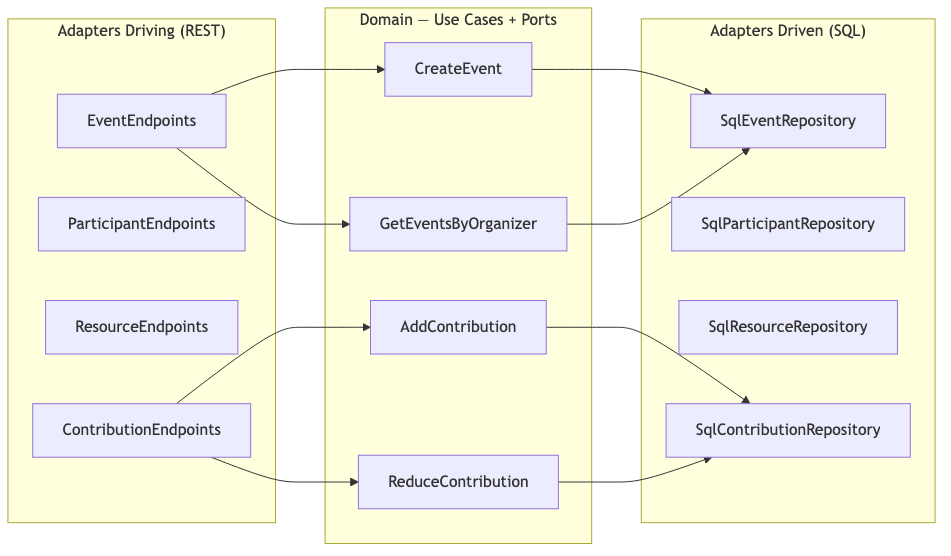 Adapters Driving (REST)
EventEndpoints
ParticipantEndpoints
ResourceEndpoints
ContributionEndpoints
Domain — Use Cases + Ports
CreateEvent
GetEventsByOrganizer
AddContribution
ReduceContribution
Adapters Driven (SQL)
SqlEventRepository
SqlParticipantRepository
SqlResourceRepository
SqlContributionRepository